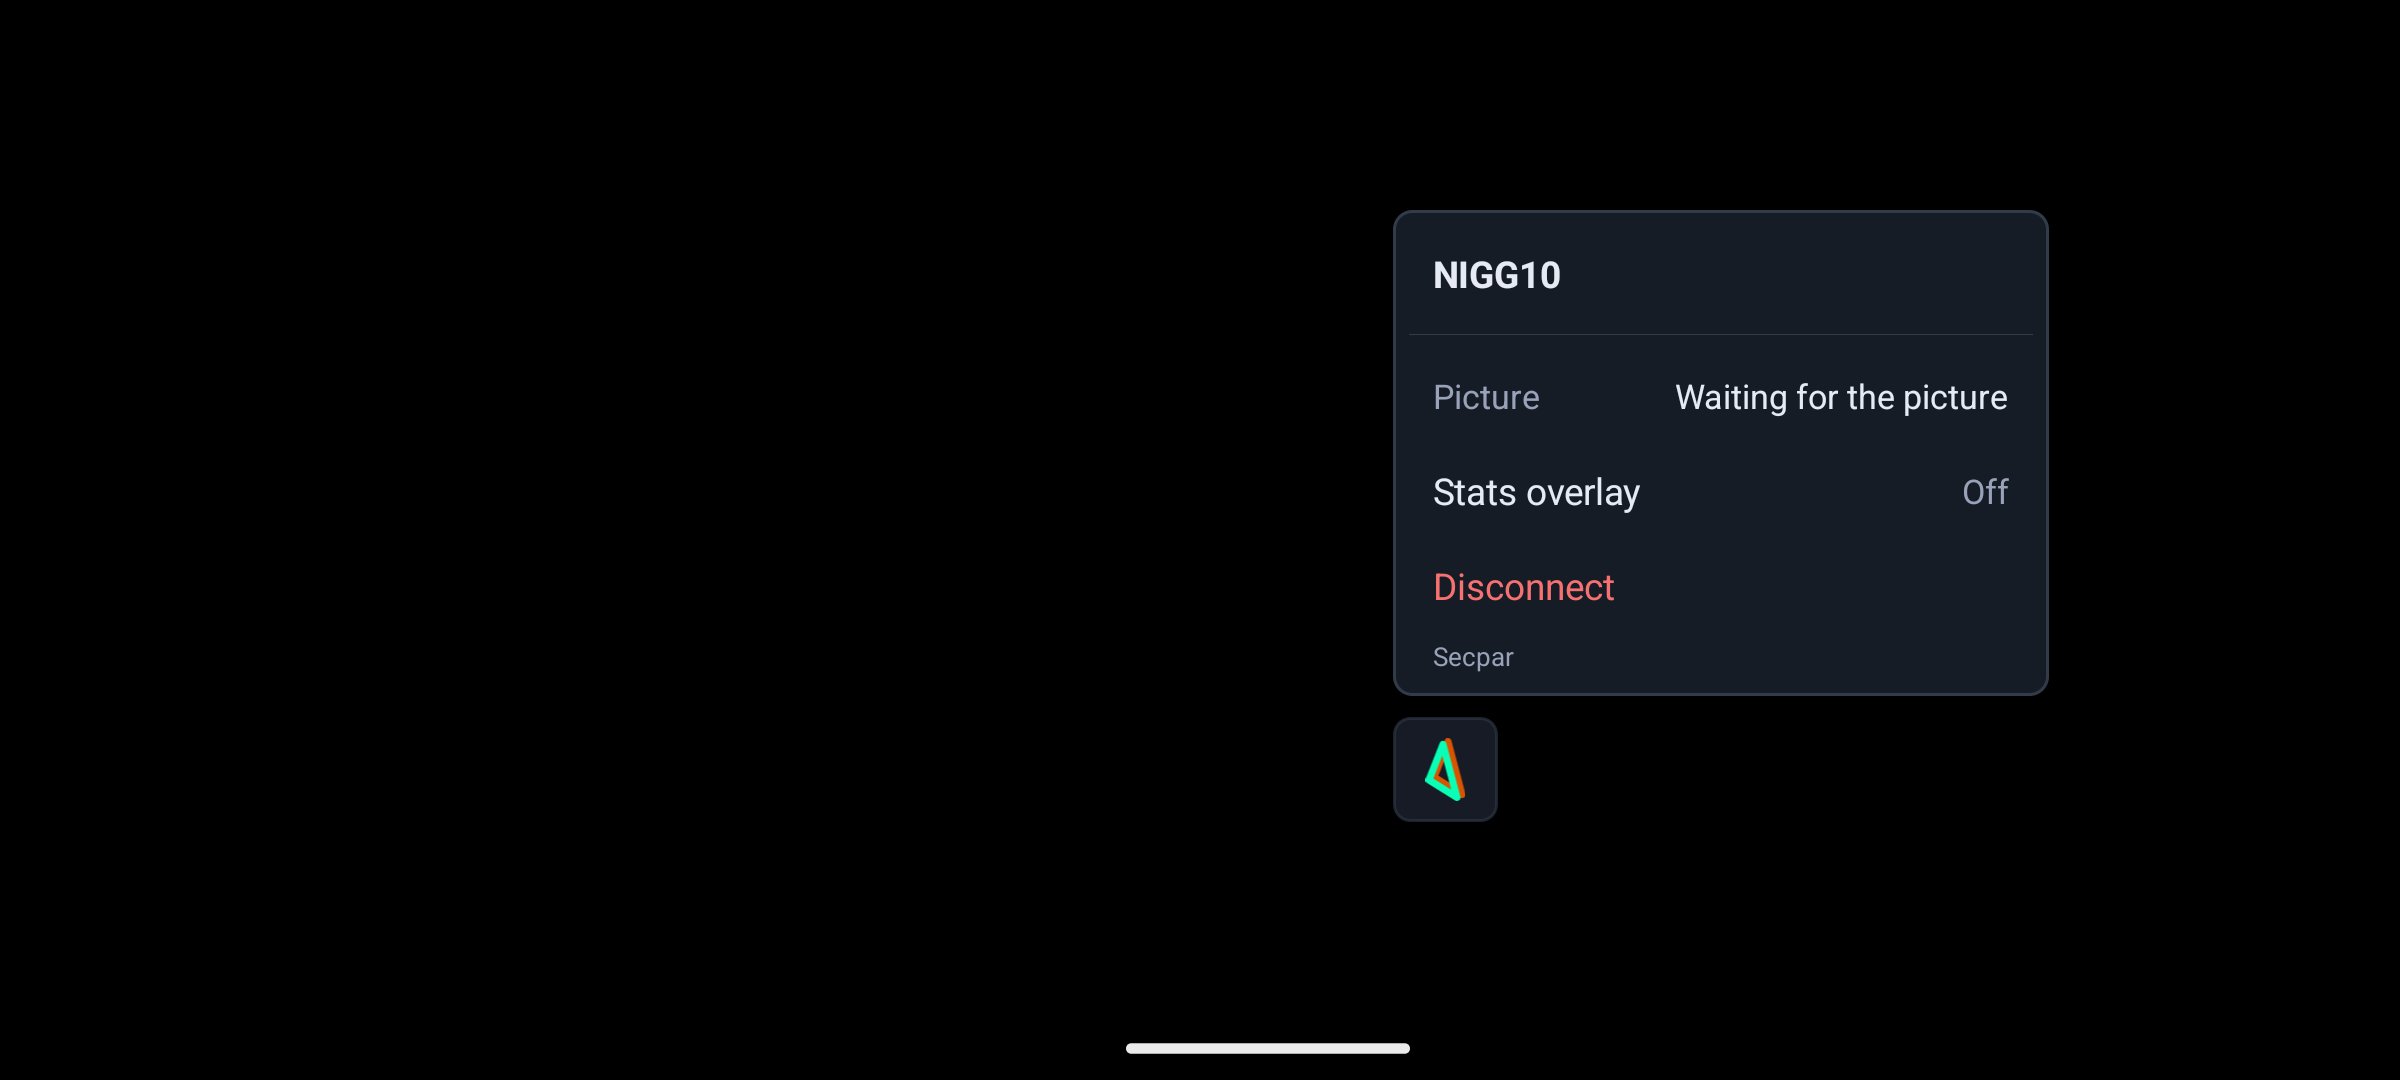 NIGG10
Picture Waiting for the picture
Stats overlay Off
Disconnect
Secpar